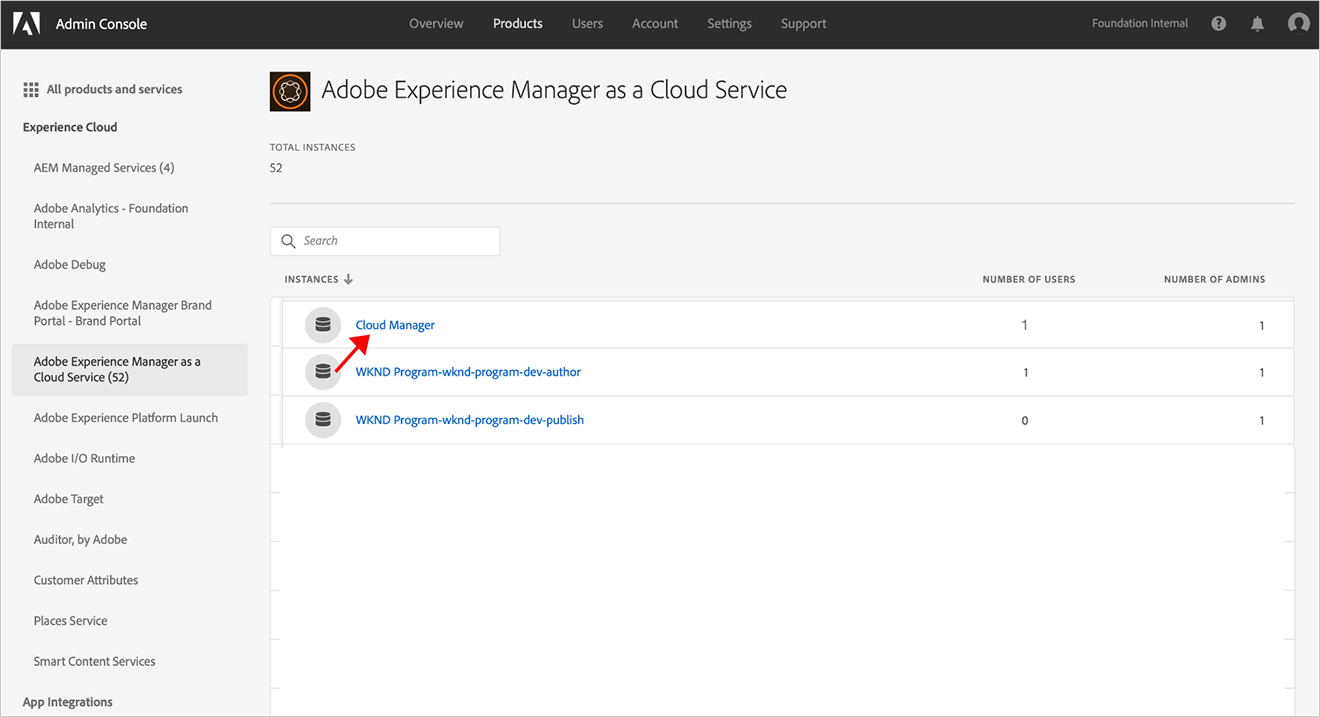 Admin Console
Overview Products Users Account Settings Support
Foundation Internal
All products and services
Experience Cloud
AEM Managed Services (4)
Adobe Analytics - Foundation
Internal
Adobe Debug
Adobe Experience Manager Brand
Portal - Brand Portal
Adobe Experience Manager as a
Cloud Service (52)
Adobe Experience Platform Launch
Adobe I/O Runtime
Adobe Target
Auditor, by Adobe
Customer Attributes
Places Service
Smart Content Services
App Integrations
Adobe Experience Manager as a Cloud Service
TOTAL INSTANCES
52
Search
INSTANCES NUMBER OF USERS NUMBER OF ADMINS
Cloud Manager 1 1
WKND Program-wknd-program-dev-author 1 1
WKND Program-wknd-program-dev-publish 0 1